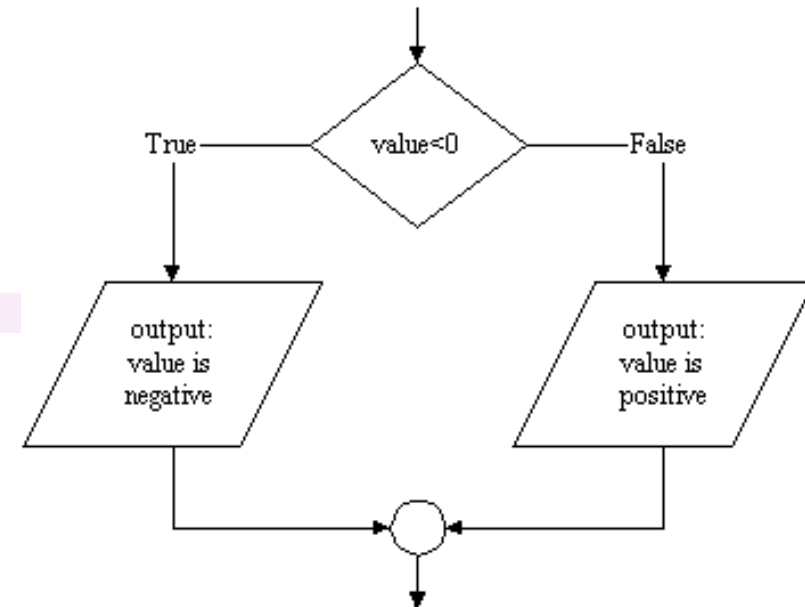 True
value<0
False
output:
value is
negative
output:
value is
positive